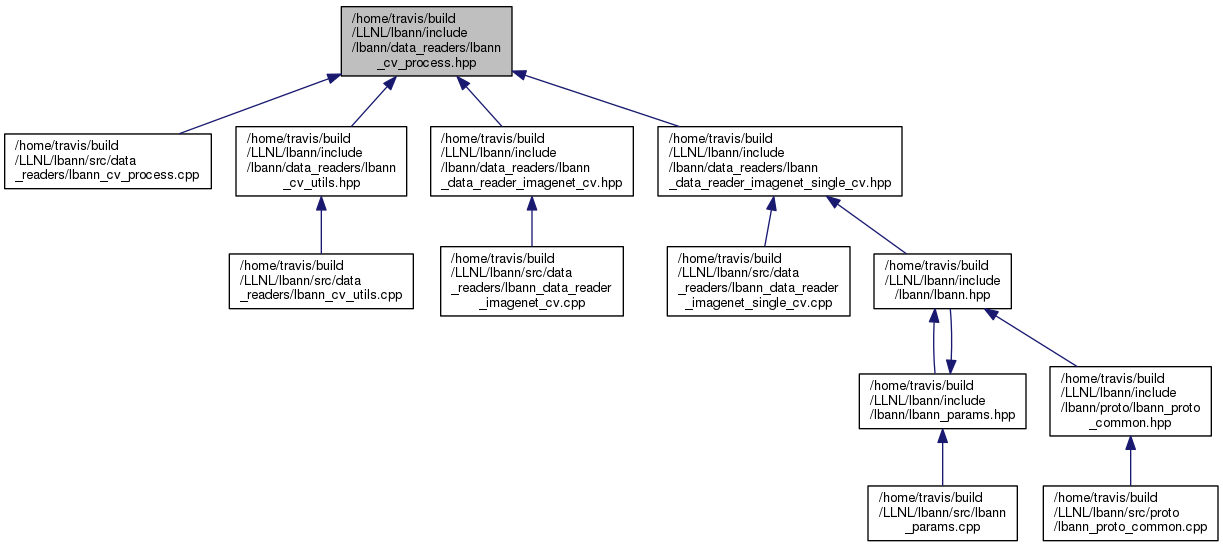 /home/travis/build
/LLNL/lbann/include
/lbann/data_readers/lbann
_cv_process.hpp
/home/travis/build
/LLNL/lbann/src/data
_readers/lbann_cv_process.cpp
/home/travis/build
/LLNL/lbann/include
/lbann/data_readers/lbann
_cv_utils.hpp
/home/travis/build
/LLNL/lbann/include
/lbann/data_readers/lbann
_data_reader_imagenet_cv.hpp
/home/travis/build
/LLNL/lbann/include
/lbann/data_readers/lbann
_data_reader_imagenet_single_cv.hpp
/home/travis/build
/LLNL/lbann/src/data
_readers/lbann_cv_utils.cpp
/home/travis/build
/LLNL/lbann/src/data
_readers/lbann_data_reader
_imagenet_cv.cpp
/home/travis/build
/LLNL/lbann/src/data
_readers/lbann_data_reader
_imagenet_single_cv.cpp
/home/travis/build
/LLNL/lbann/include
/lbann/lbann.hpp
/home/travis/build
/LLNL/lbann/include
/lbann/lbann_params.hpp
/home/travis/build
/LLNL/lbann/include
/lbann/proto/lbann_proto
_common.hpp
/home/travis/build
/LLNL/lbann/src/lbann
_params.cpp
/home/travis/build
/LLNL/lbann/src/proto
/lbann_proto_common.cpp